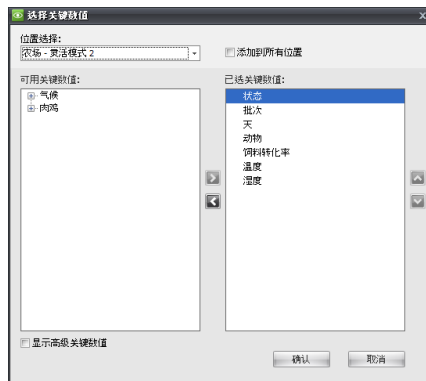 选择关键数值
位置选择:
农场 - 灵活模式 2
添加到所有位置
可用关键数值:
气候
肉鸡
已选关键数值:
状态
批次
天
动物
饲料转化率
温度
湿度
显示高级关键数值
确认
取消